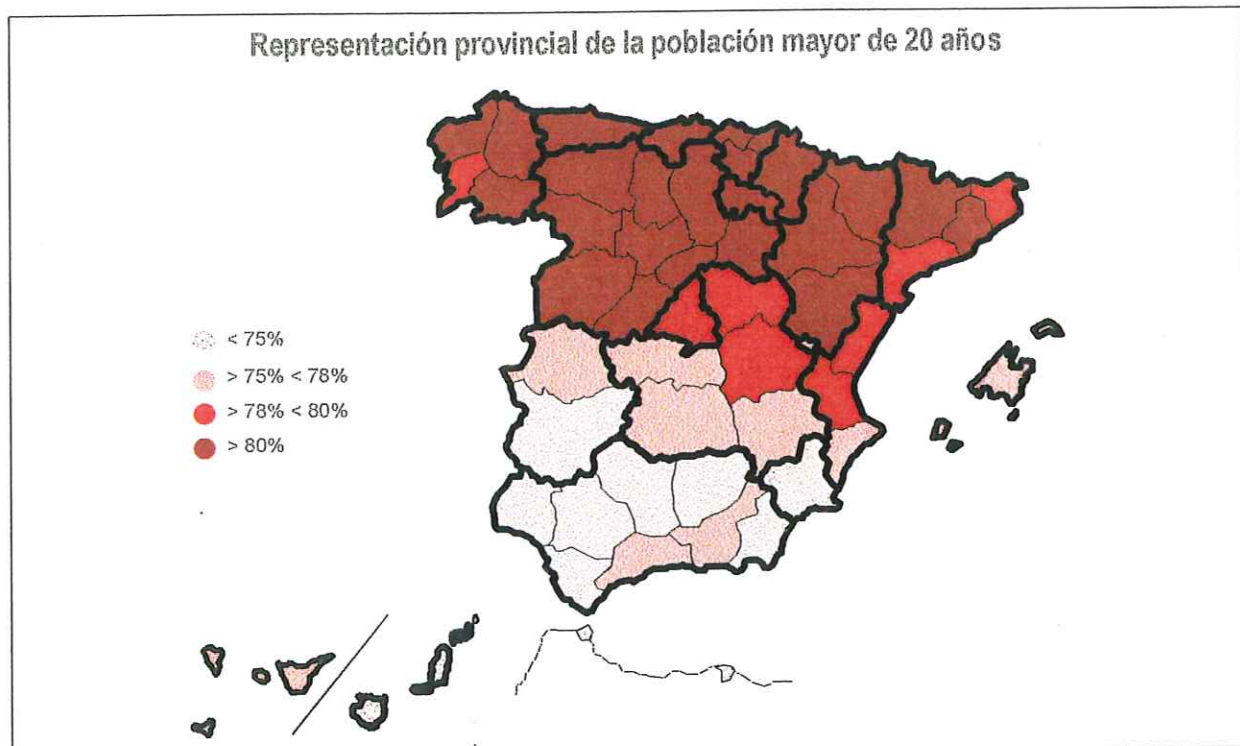 Representación provincial de la población mayor de 20 años
< 75%
> 75% < 78%
> 78% < 80%
> 80%